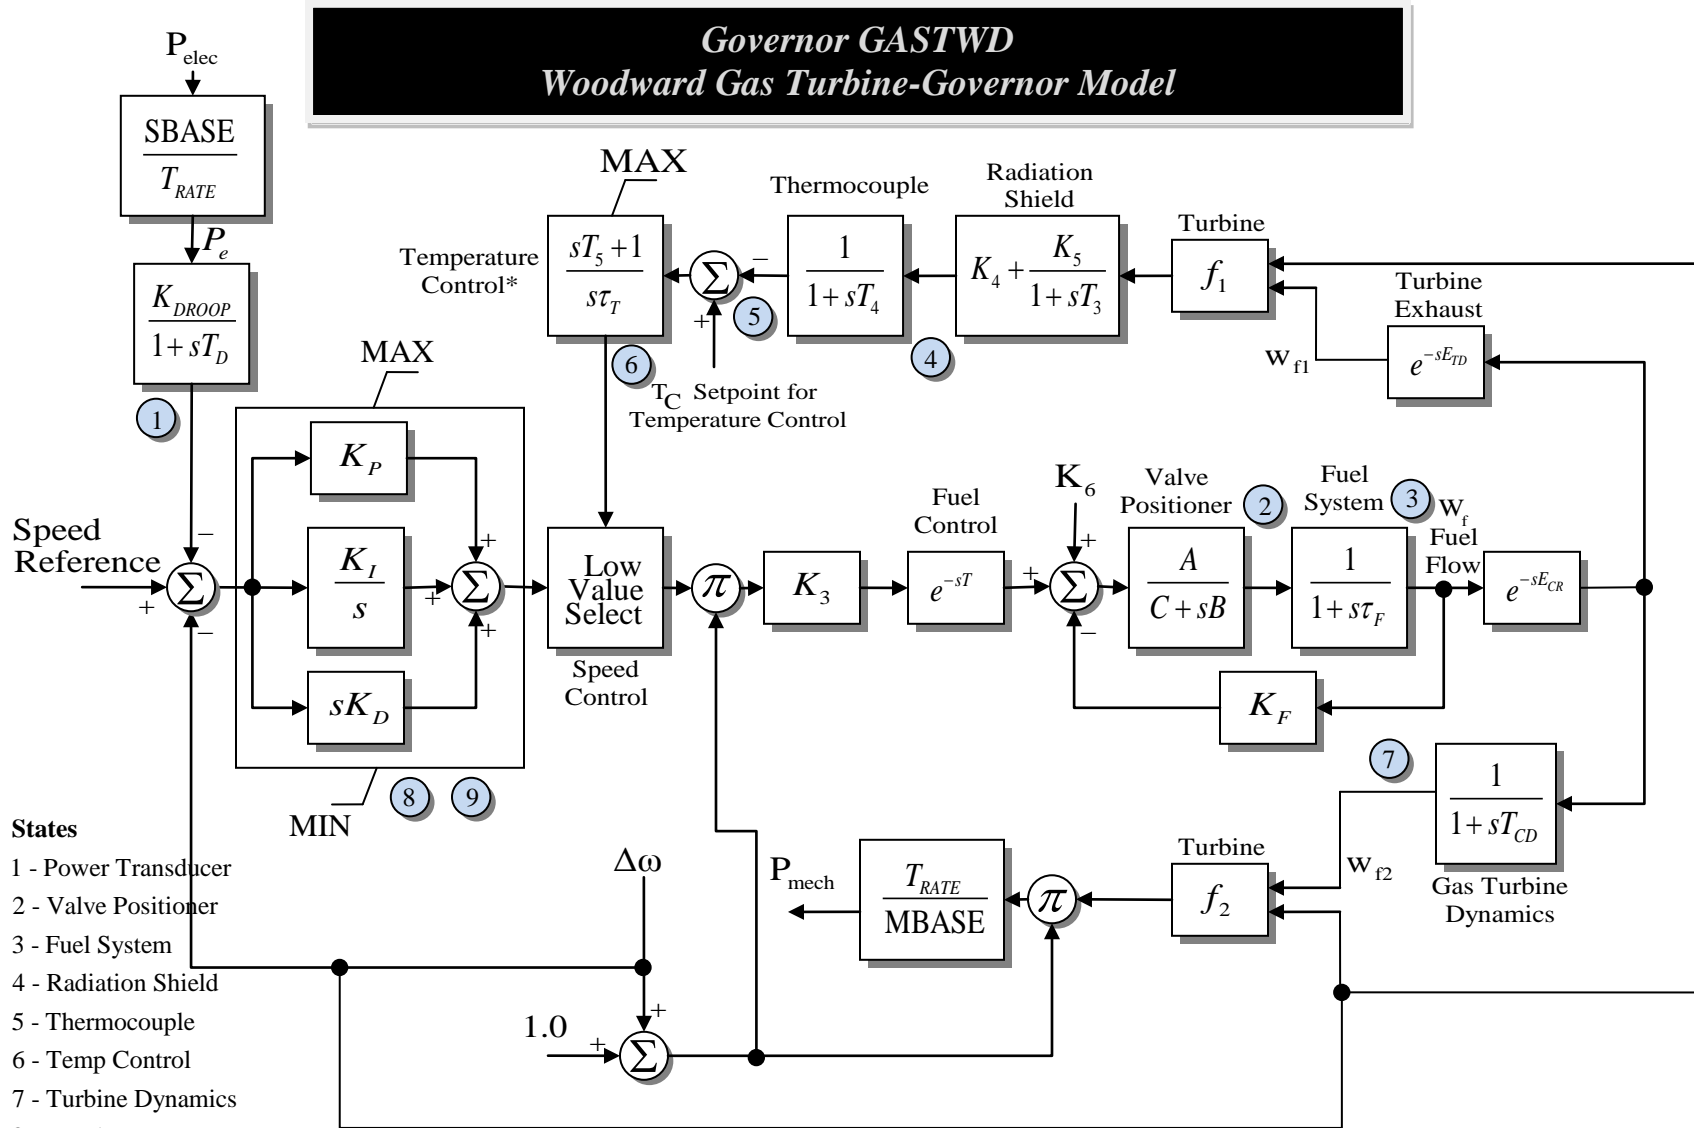 Governor GASTWD
Woodward Gas Turbine-Governor Model
P_elec
SBASE
T_RATE
P_e
K_DROOP
1 + sT_D
1
MAX
Temperature
Control*
sT_5 + 1
sτ_T
6
Σ
−
+
5
T_C Setpoint for
Temperature Control
Thermocouple
1
1 + sT_4
4
Radiation
Shield
K_4 + K_5
1 + sT_3
Turbine
f_1
Turbine
Exhaust
e^{-sE_TD}
w_f1
MAX
K_P
K_I
s
sK_D
MIN
8
9
Speed
Reference
+
−
−
Σ
+
+
+
Σ
Low
Value
Select
Speed
Control
π
K_3
Fuel
Control
e^{-sT}
K_6
+
+
−
Σ
Valve
Positioner
2
A
C + sB
Fuel
System
3
1
1 + sτ_F
W_f
Fuel
Flow
e^{-sE_CR}
K_F
7
1
1 + sT_CD
Gas Turbine
Dynamics
w_f2
Turbine
f_2
π
T_RATE
MBASE
P_mech
Δω
1.0
+
+
Σ
States
1 - Power Transducer
2 - Valve Positioner
3 - Fuel System
4 - Radiation Shield
5 - Thermocouple
6 - Temp Control
7 - Turbine Dynamics